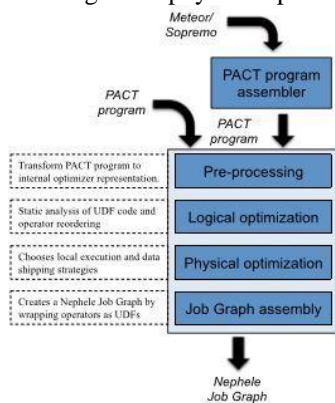 Meteor/
Sopremo
PACT program
assembler
PACT
program
PACT
program
Transform PACT program to
internal optimizer representation.
Pre-processing
Static analysis of UDF code and
operator reordering
Logical optimization
Chooses local execution and data
shipping strategies
Physical optimization
Creates a Nephele Job Graph by
wrapping operators as UDFs
Job Graph assembly
Nephele
Job Graph